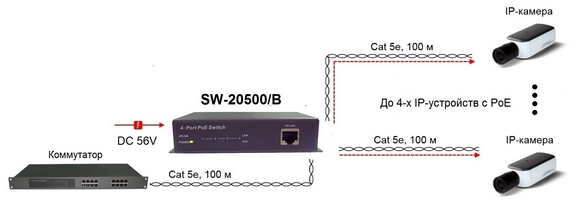 IP-камера
Cat 5e, 100 м
SW-20500/B
До 4-х IP-устройств с PoE
4 -Port PoE Switch
DC 56V
IP-камера
Cat 5e, 100 м
Коммутатор
Cat 5e, 100 м